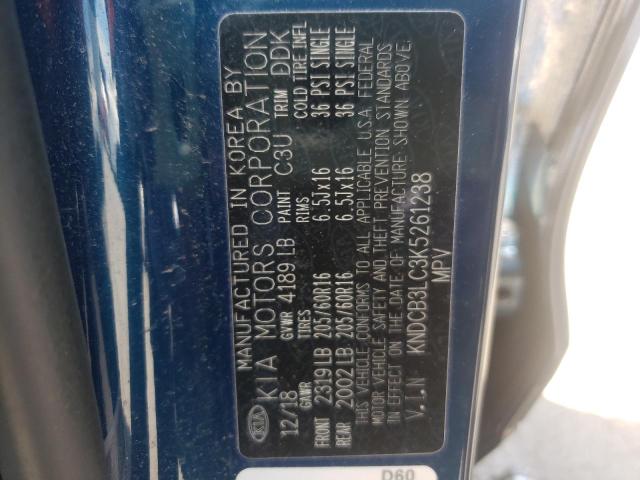 MANUFACTURED IN KOREA BY
KIA KIA MOTORS CORPORATION
12/18 GVWR 4189 LB PAINT C3U TRIM DDK
GAWR TIRES RIMS COLD TIRE INFL
FRONT 2319 LB 205/60R16 6.5JX16 36 PSI SINGLE
REAR 2002 LB 205/60R16 6.5JX16 36 PSI SINGLE
THIS VEHICLE CONFORMS TO ALL APPLICABLE U.S.A FEDERAL
MOTOR VEHICLE SAFETY AND THEFT PREVENTION STANDARDS
IN EFFECT ON THE DATE OF MANUFACTURE SHOWN ABOVE.
V.I.N KNDCB3LC3K5261238
MPV
D60